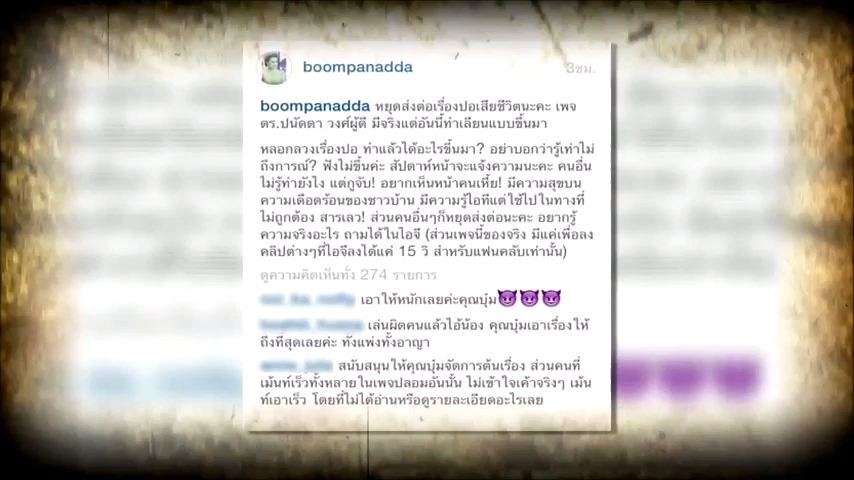 boompanadda
3ชม.
boompanadda หยุดส่งต่อเรื่องปอเสียชีวิตนะคะ เพจ
ดร.ปนัดดา วงศ์ผู้ดี มีจริงแต่อันนี้ทำเลียนแบบขึ้นมา
หลอกลวงเรื่องปอ ทำแล้วได้อะไรขึ้นมา? อย่าบอกว่ารู้เท่าไม่
ถึงการณ์? ฟังไม่ขึ้นค่ะ สัปดาห์หน้าจะแจ้งความนะคะ คนอื่น
ไม่รู้ทำยังไง แต่กูจับ! อยากเห็นหน้าคนเหี้ย! มีความสุขบน
ความเดือดร้อนของชาวบ้าน มีความรู้ไอทีแต่ใช้ไปในทางที่
ไม่ถูกต้อง สารเลว! ส่วนคนอื่นๆก็หยุดส่งต่อนะคะ อยากรู้
ความจริงอะไร ถามได้ในไอจี (ส่วนเพจนี้ของจริง มีแค่เพื่อลง
คลิปต่างๆที่ไอจีลงได้แค่ 15 วิ สำหรับแฟนคลับเท่านั้น)
ดูความคิดเห็นทั้ง 274 รายการ
เอาให้หนักเลยค่ะคุณบุ๋ม😈😈😈
เล่นผิดคนแล้วไอ้น้อง คุณบุ๋มเอาเรื่องให้
ถึงที่สุดเลยค่ะ ทั้งแพ่งทั้งอาญา
สนับสนุนให้คุณบุ๋มจัดการต้นเรื่อง ส่วนคนที่
เม้นท์เร็วทั้งหลายในเพจปลอมอันนั้น ไม่เข้าใจเค้าจริงๆ เม้น
ท์เอาเร็ว โดยที่ไม่ได้อ่านหรือดูรายละเอียดอะไรเลย